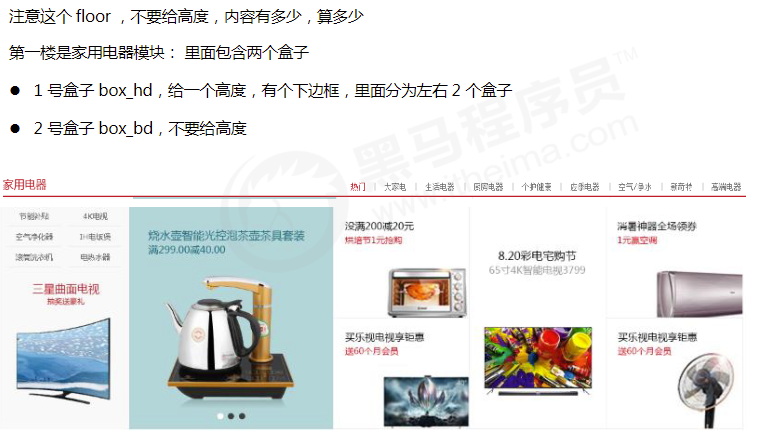 注意这个 floor ，不要给高度，内容有多少，算多少
第一楼是家用电器模块： 里面包含两个盒子
● 1 号盒子 box_hd，给一个高度，有个下边框，里面分为左右 2 个盒子
● 2 号盒子 box_bd，不要给高度
黑马程序员™
www.itheima.com
家用电器
热门 | 大家电 | 生活电器 | 厨房电器 | 个护健康 | 应季电器 | 空气/净水 | 新奇特 | 高端电器
节能补贴 4K电视
空气净化器 IH电饭煲
滚筒洗衣机 电热水器
三星曲面电视
抽奖送豪礼
烧水壶智能光控泡茶壶茶具套装
满299.00减40.00
没满200减20元
烘焙节1元抢购
买乐视电视享钜惠
送60个月会员
8.20彩电宅购节
65寸4K智能电视3799
消暑神器全场领券
1元赢空调
买乐视电视享钜惠
送60个月会员